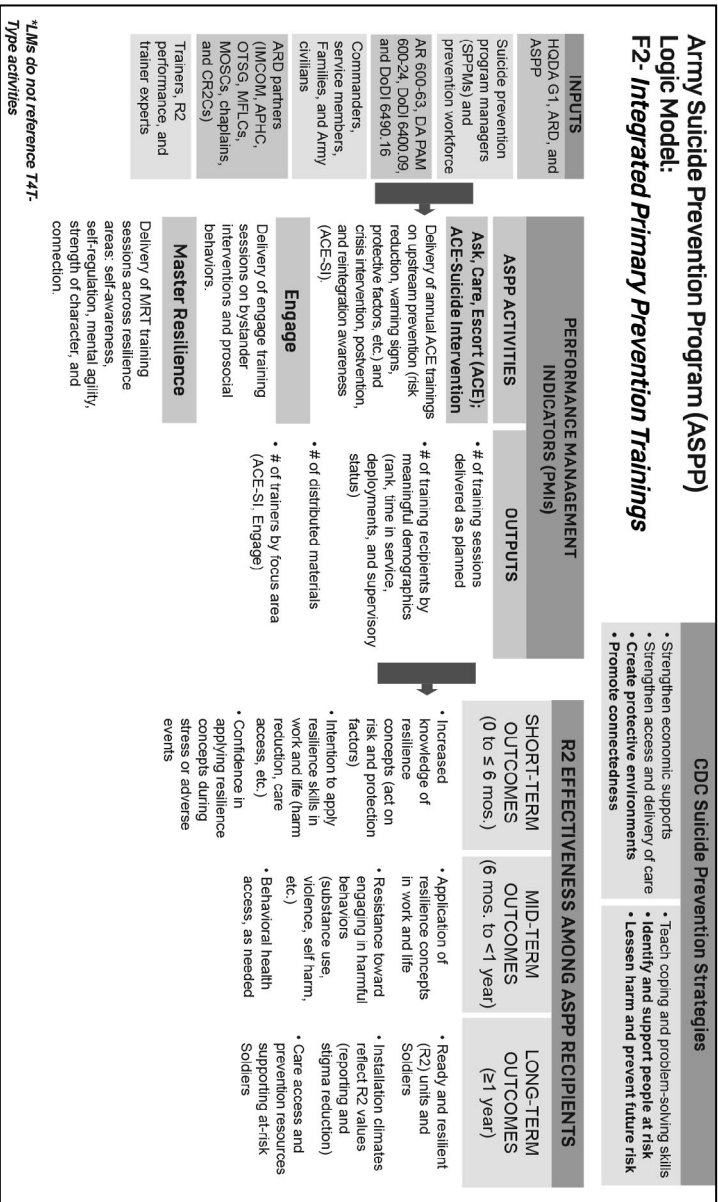 Army Suicide Prevention Program (ASPP)
Logic Model:
F2- Integrated Primary Prevention Trainings
CDC Suicide Prevention Strategies
• Strengthen economic supports
• Strengthen access and delivery of care
• Create protective environments
• Promote connectedness
• Teach coping and problem-solving skills
• Identify and support people at risk
• Lessen harm and prevent future risk
INPUTS
HQDA G1, ARD, and
ASPP
Suicide prevention
program managers
(SPPMs) and
prevention workforce
AR 600-63, DA PAM
600-24, DoDI 6400.09,
and DoDI 6490.16
Commanders,
service members,
Families, and Army
civilians
ARD partners
(IMCOM, APHC,
OTSG, MFLCs,
MOSCs, chaplains,
and CR2Cs)
Trainers, R2
performance, and
trainer experts
PERFORMANCE MANAGEMENT
INDICATORS (PMIs)
ASPP ACTIVITIES
Ask, Care, Escort (ACE);
ACE-Suicide Intervention
Delivery of annual ACE trainings
on upstream prevention (risk
reduction, warning signs,
protective factors, etc.) and
crisis intervention, postvention,
and reintegration awareness
(ACE-SI).
Engage
Delivery of engage training
sessions on bystander
interventions and prosocial
behaviors.
Master Resilience
Delivery of MRT training
sessions across resilience
areas: self-awareness,
self-regulation, mental agility,
strength of character, and
connection.
OUTPUTS
• # of training sessions
delivered as planned
• # of training recipients by
meaningful demographics
(rank, time in service,
deployments, and supervisory
status)
• # of distributed materials
• # of trainers by focus area
(ACE-SI, Engage)
R2 EFFECTIVENESS AMONG ASPP RECIPIENTS
SHORT-TERM
OUTCOMES
(0 to ≤ 6 mos.)
• Increased
knowledge of
resilience
concepts (act on
risk and protection
factors)
• Intention to apply
resilience skills in
work and life (harm
reduction, care
access, etc.)
• Confidence in
applying resilience
concepts during
stress or adverse
events
MID-TERM
OUTCOMES
(6 mos. to <1 year)
• Application of
resilience concepts
in work and life
• Resistance toward
engaging in harmful
behaviors
(substance use,
violence, self harm,
etc.)
• Behavioral health
access, as needed
LONG-TERM
OUTCOMES
(≥1 year)
• Ready and resilient
(R2) units and
Soldiers
• Installation climates
reflect R2 values
(reporting and
stigma reduction)
• Care access and
prevention resources
supporting at-risk
Soldiers
*LMs do not reference T4T-
Type activities